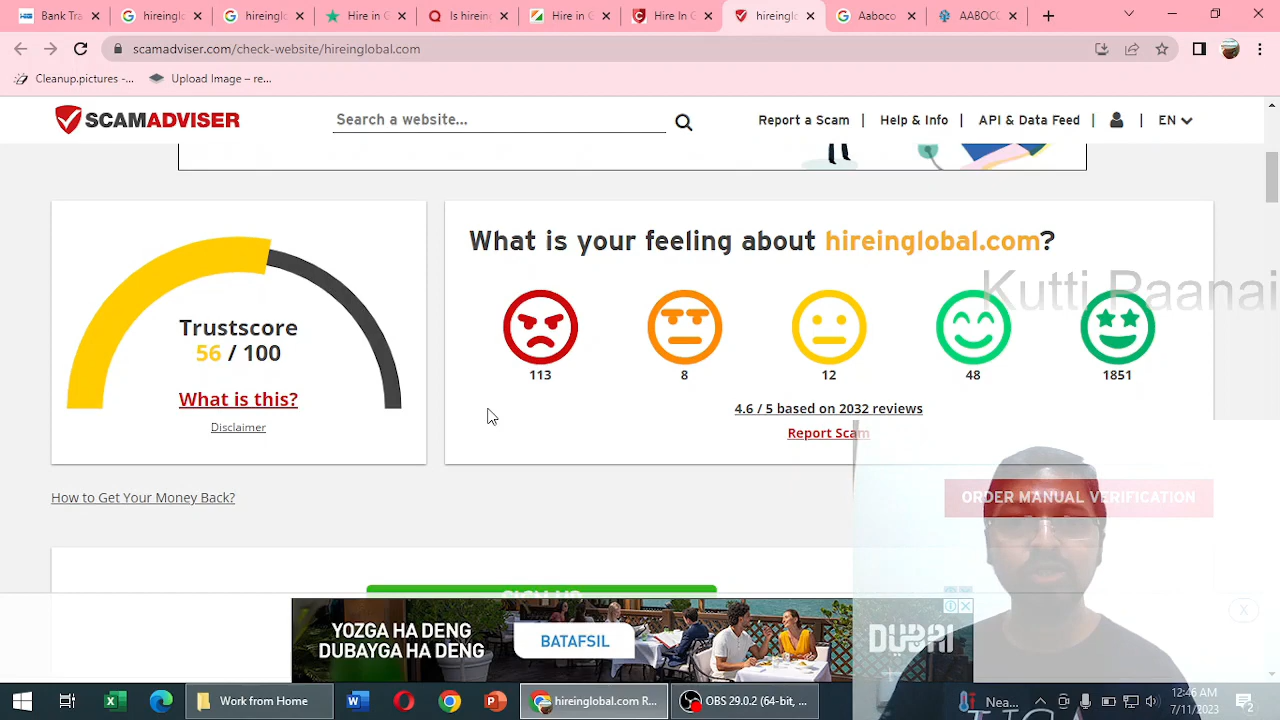 Bank Tra
hireingl
hireingl
Hire in G
Is hirein
Hire in G
Hire In G
hireingl
Aaboco
AABOCO
scamadviser.com/check-website/hireinglobal.com
Cleanup.pictures -...
Upload Image – re...
SCAMADVISER
Search a website...
Report a Scam | Help & Info | API & Data Feed | | EN
What is your feeling about hireinglobal.com?
Kutti Raanai
Trustscore
56 / 100
What is this?
Disclaimer
113
8
12
48
1851
4.6 / 5 based on 2032 reviews
Report Scam
How to Get Your Money Back?
ORDER MANUAL VERIFICATION
SIGN UP
YOZGA HA DENG
DUBAYGA HA DENG
BATAFSIL
DUBAI
X
Work from Home
hireinglobal.com R...
OBS 29.0.2 (64-bit, ...
Nea...
12:46 AM
7/11/2023
2